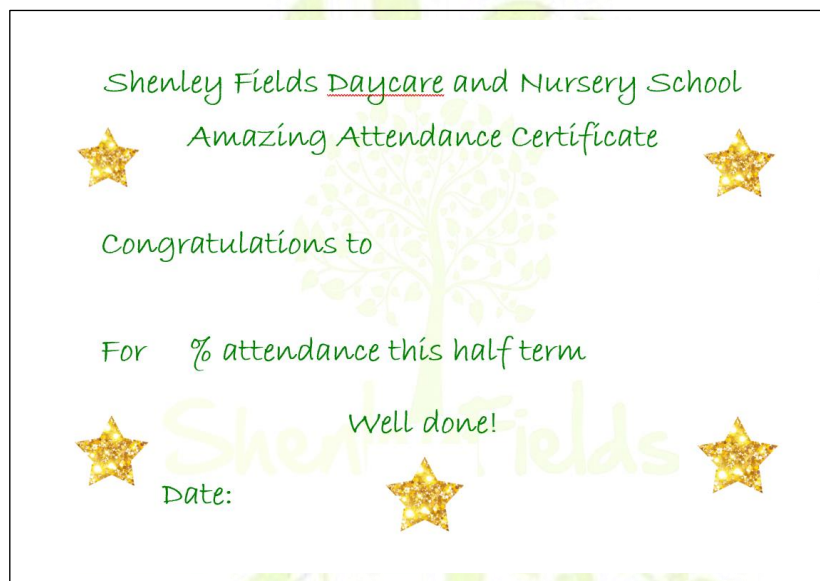 Shenley Fields Daycare and Nursery School
Amazing Attendance Certificate
Congratulations to
For % attendance this half term
Well done!
Date: